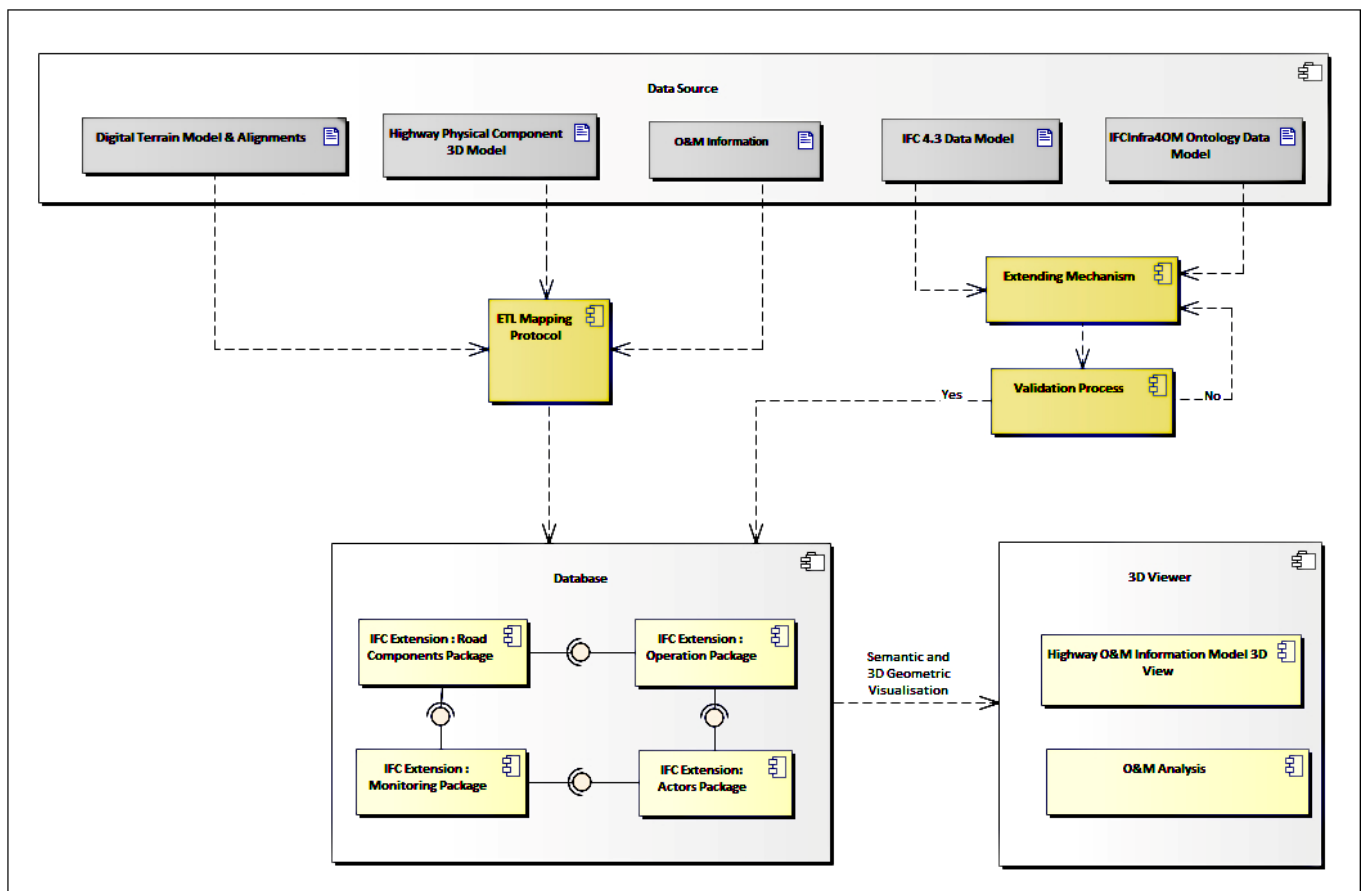 Data Source
Digital Terrain Model & Alignments
Highway Physical Component
3D Model
O&M Information
IFC 4.3 Data Model
IFCInfra4OM Ontology Data
Model
Extending Mechanism
ETL Mapping
Protocol
Validation Process
Yes
No
Database
IFC Extension : Road
Components Package
IFC Extension :
Operation Package
IFC Extension :
Monitoring Package
IFC Extension:
Actors Package
Semantic and
3D Geometric
Visualisation
3D Viewer
Highway O&M Information Model 3D
View
O&M Analysis